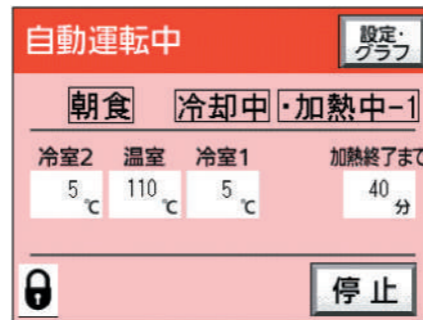 自動運転中
設定・
グラフ
朝食 冷却中・加熱中-1
冷室2 温室 冷室1 加熱終了まで
5℃ 110℃ 5℃ 40分
停止